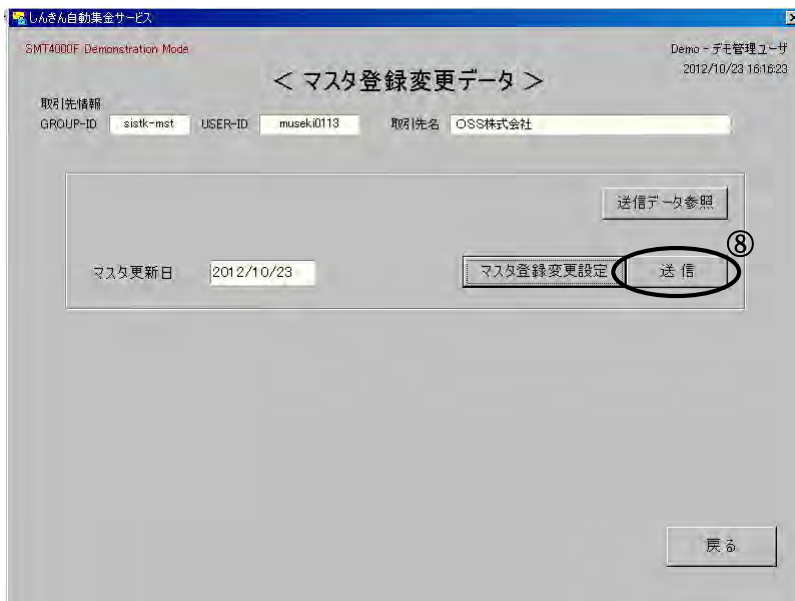 しんきん自動集金サービス
SMT4000F Demonstration Mode
Demo - デモ管理ユーザ
2012/10/23 16:16:23
< マスタ登録変更データ >
取引先情報
GROUP-ID sistk-mst USER-ID museki0113 取引先名 OSS株式会社
送信データ参照
⑧
マスタ更新日 2012/10/23 マスタ登録変更設定 送信
戻る